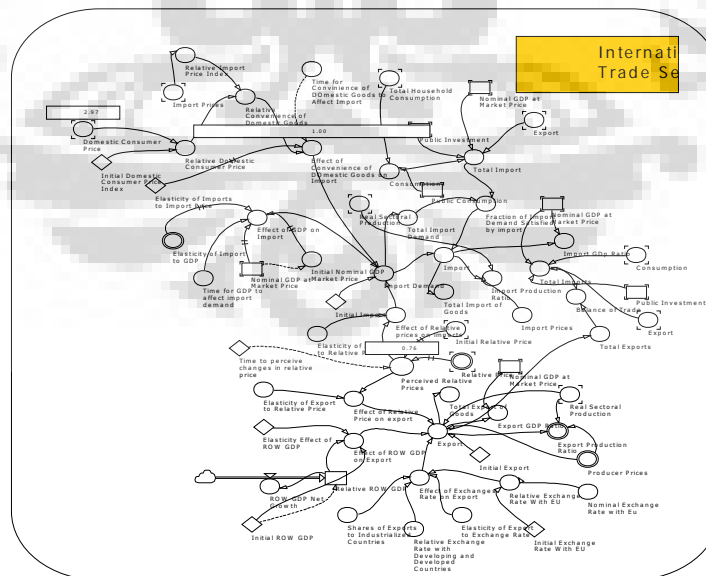 Internati
Trade Se
Relative Import
Price Index
Import Prices
Time for
Convinience of
DOmestic Goods to
Affect Import
Total Household
Consumption
Nominal GDP at
Market Price
Export
2.97
Relative
Convenience of
Domestic Goods
1.00
Domestic Consumer
Price
Relative Domestic
Consumer Price
Public Investment
Initial Domestic
Consumer Price
Index
Effect of
Convenience of
DOmestic Goods on
Import
Consumption
Total Import
Elasticity of Imports
to Import Price
Public Consumption
Real Sectoral
Production
Effect of GDP on
Import
Total Import
Demand
Fraction of Import
Demand Satisfied
by import
Nominal GDP at
Market Price
Elasticity of Import
to GDP
Import GDp Ratio
Nominal GDP at
Market Price
Initial Nominal GDP
Market Price
Import
Consumption
Time for GDP to
affect import
demand
Import Demand
Import Production
Ratio
Total Imports
Total Import of
Goods
Balance of Trade
Public Investment
Initial Import
Effect of Relative
prices on imports
Initial Relative Price
Import Prices
Export
Elasticity of
to Relative
Total Exports
0.76
Time to perceive
changes in relative
price
Perceived Relative
Prices
Relative Price
Nominal GDP at
Market Price
Elasticity of Export
to Relative Price
Effect of Relative
Price on export
Total Export of
Goods
Export GDP Ratio
Real Sectoral
Production
Elasticity Effect of
ROW GDP
Effect of ROW GDP
on Export
Export
Export Production
Ratio
Initial Export
Producer Prices
ROW GDP Net
Growth
Relative ROW GDP
Effect of Exchange
Rate on Export
Relative Exchange
Rate With EU
Nominal Exchange
Rate with Eu
Initial ROW GDP
Shares of Exports
to Industrialized
Countries
Relative Exchange
Rate with
Developing and
Developed
Countries
Elasticity of Export
to Exchange Rate
Initial Exchange
Rate With EU